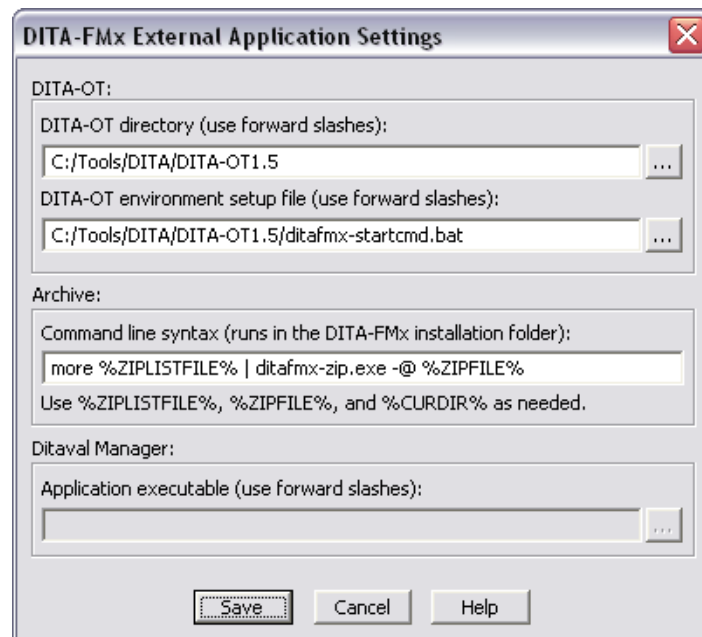 DITA-FMx External Application Settings
DITA-OT:
DITA-OT directory (use forward slashes):
C:/Tools/DITA/DITA-OT1.5
...
DITA-OT environment setup file (use forward slashes):
C:/Tools/DITA/DITA-OT1.5/ditafmx-startcmd.bat
...
Archive:
Command line syntax (runs in the DITA-FMx installation folder):
more %ZIPLISTFILE% | ditafmx-zip.exe -@ %ZIPFILE%
Use %ZIPLISTFILE%, %ZIPFILE%, and %CURDIR% as needed.
Ditaval Manager:
Application executable (use forward slashes):
...
Save Cancel Help